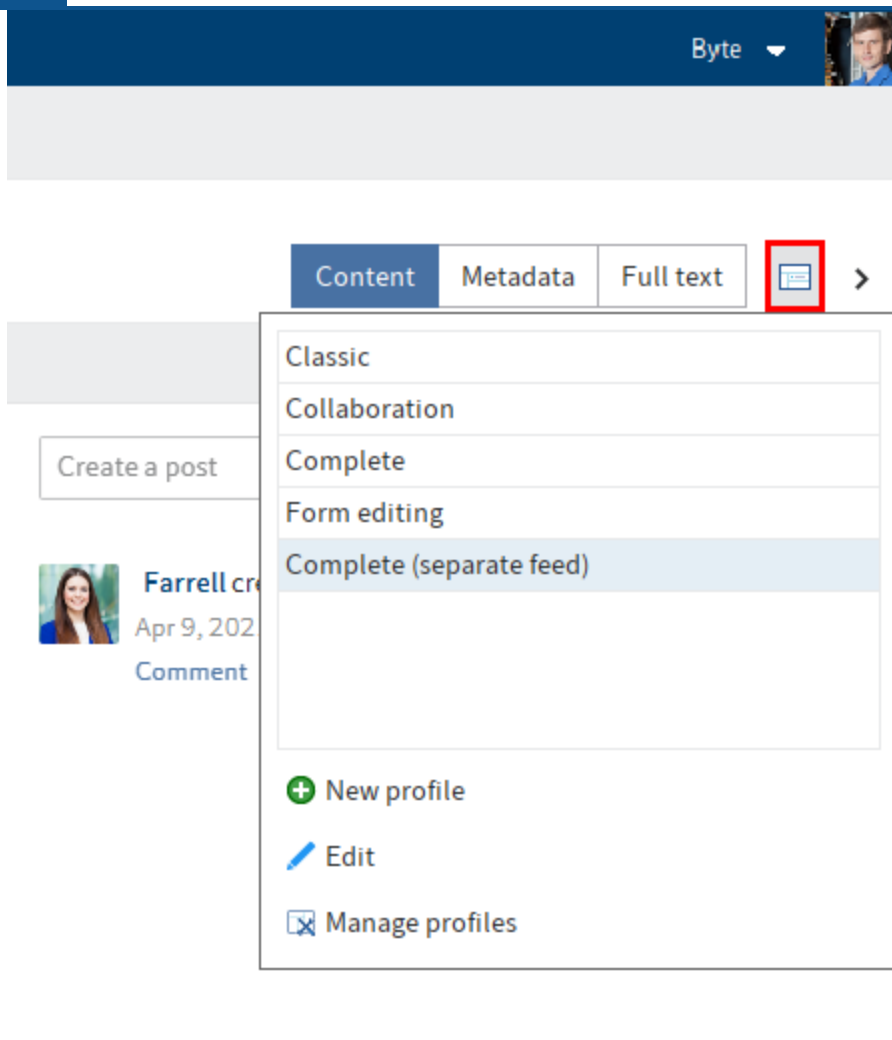 Byte
Content Metadata Full text
Classic
Collaboration
Create a post
Complete
Form editing
Complete (separate feed)
Farrell cre
Apr 9, 202
Comment
New profile
Edit
Manage profiles